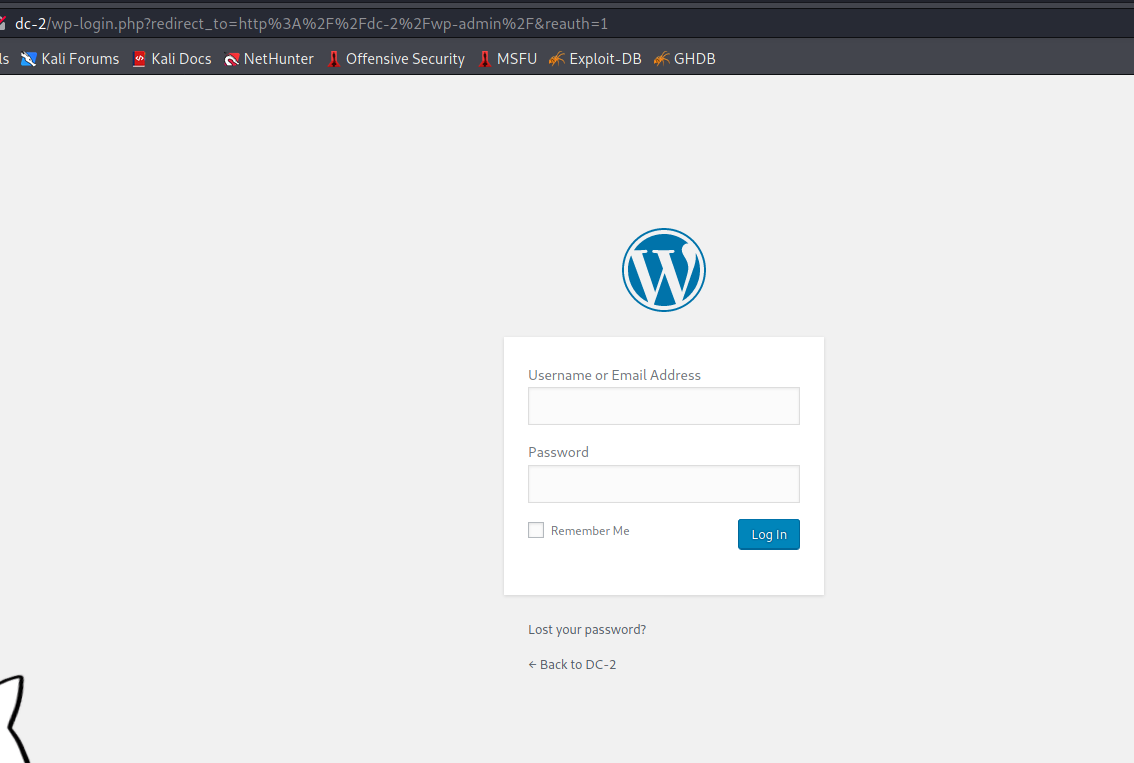 dc-2/wp-login.php?redirect_to=http%3A%2F%2Fdc-2%2Fwp-admin%2F&reauth=1
ls Kali Forums Kali Docs NetHunter Offensive Security MSFU Exploit-DB GHDB
Username or Email Address
Password
Remember Me Log In
Lost your password?
← Back to DC-2